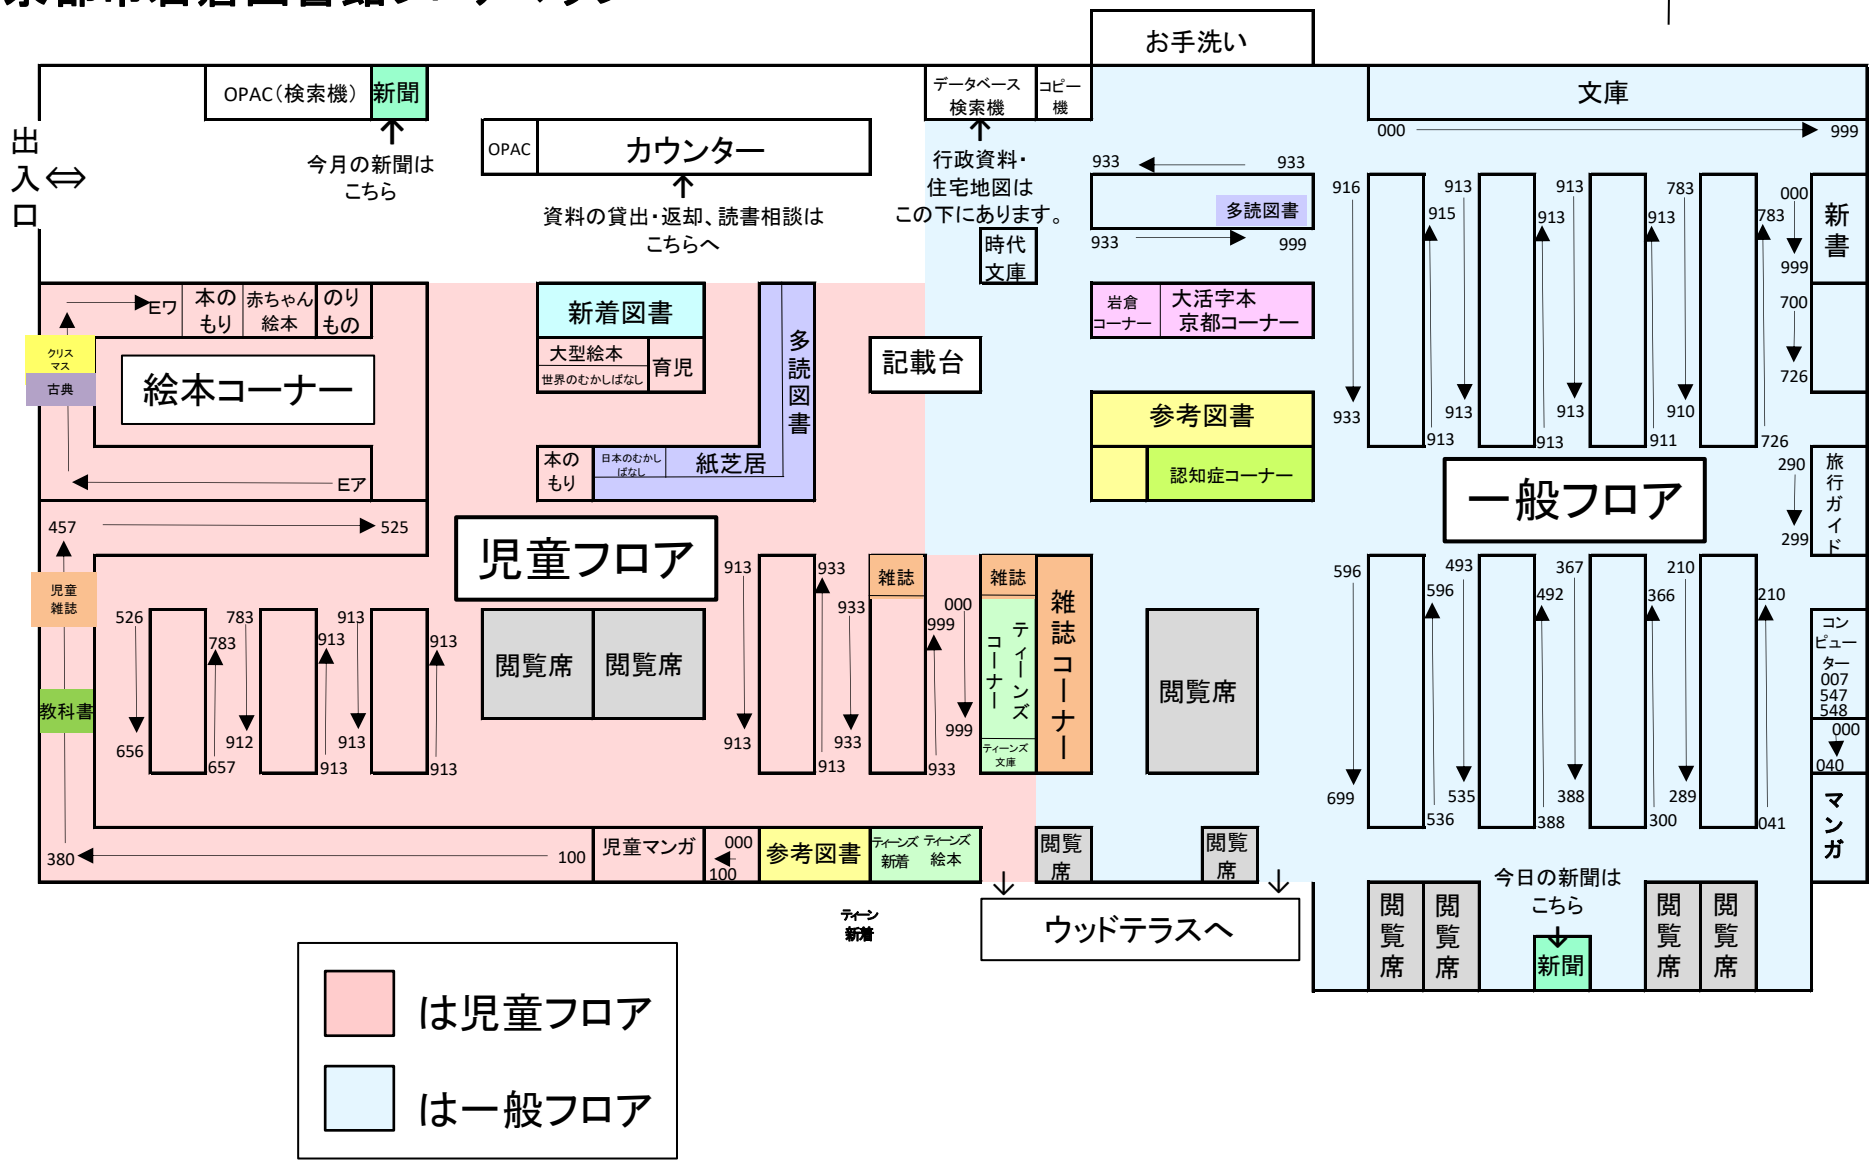 お手洗い
OPAC（検索機）
新聞
データベース
検索機
コピー
機
文庫
000
999
出
入
口
⇔
今月の新聞は
こちら
OPAC
カウンター
資料の貸出・返却、読書相談は
こちらへ
行政資料・
住宅地図は
この下にあります。
時代
文庫
933
933
多読図書
933
999
916
933
913
915
913
913
913
913
913
913
783
913
910
911
783
726
000
999
新書
700
726
Eワ
本の
もり
赤ちゃん
絵本
のり
もの
クリス
マス
古典
絵本コーナー
Eア
新着図書
大型絵本
世界のむかしばなし
育児
多読図書
本の
もり
日本のむかし
ばなし
紙芝居
記載台
岩倉
コーナー
大活字本
京都コーナー
参考図書
認知症コーナー
一般フロア
290
299
旅行ガイド
457
525
児童フロア
児童
雑誌
教科書
526
656
783
657
783
912
913
913
913
913
913
913
閲覧席
閲覧席
913
913
933
913
933
933
雑誌
999
933
000
999
雑誌
ティーンズ
コーナー
ティーンズ
文庫
雑誌コーナー
閲覧席
596
699
596
536
493
535
492
388
367
388
366
300
210
289
210
041
コン
ピュー
ター
007
547
548
000
040
マンガ
380
100
児童マンガ
000
100
参考図書
ティーンズ
新着
ティーンズ
絵本
閲覧
席
閲覧
席
ティーン
新着
ウッドテラスへ
今日の新聞は
こちら
閲覧席
閲覧席
新聞
閲覧席
閲覧席
は児童フロア
は一般フロア